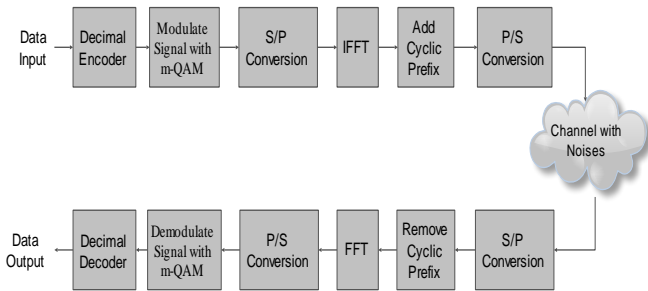 Data
Input
Decimal
Encoder
Modulate
Signal with
m-QAM
S/P
Conversion
IFFT
Add
Cyclic
Prefix
P/S
Conversion
Channel with
Noises
Data
Output
Decimal
Decoder
Demodulate
Signal with
m-QAM
P/S
Conversion
FFT
Remove
Cyclic
Prefix
S/P
Conversion